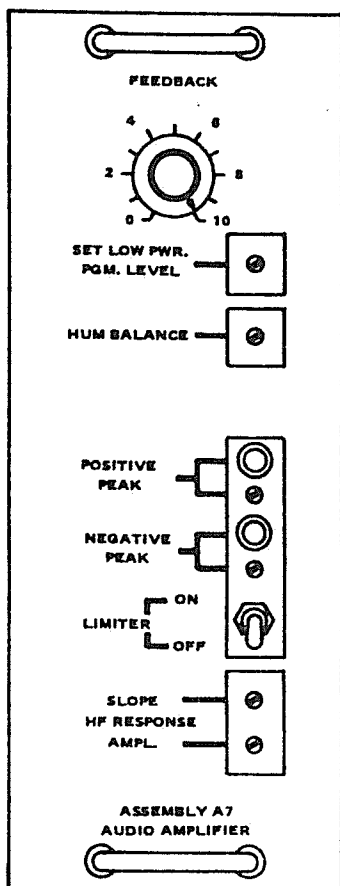 FEEDBACK
4 6
2 8
0 10
SET LOW PWR.
PGM. LEVEL
HUM BALANCE
POSITIVE
PEAK
NEGATIVE
PEAK
ON
LIMITER
OFF
SLOPE
HF RESPONSE
AMPL.
ASSEMBLY A7
AUDIO AMPLIFIER